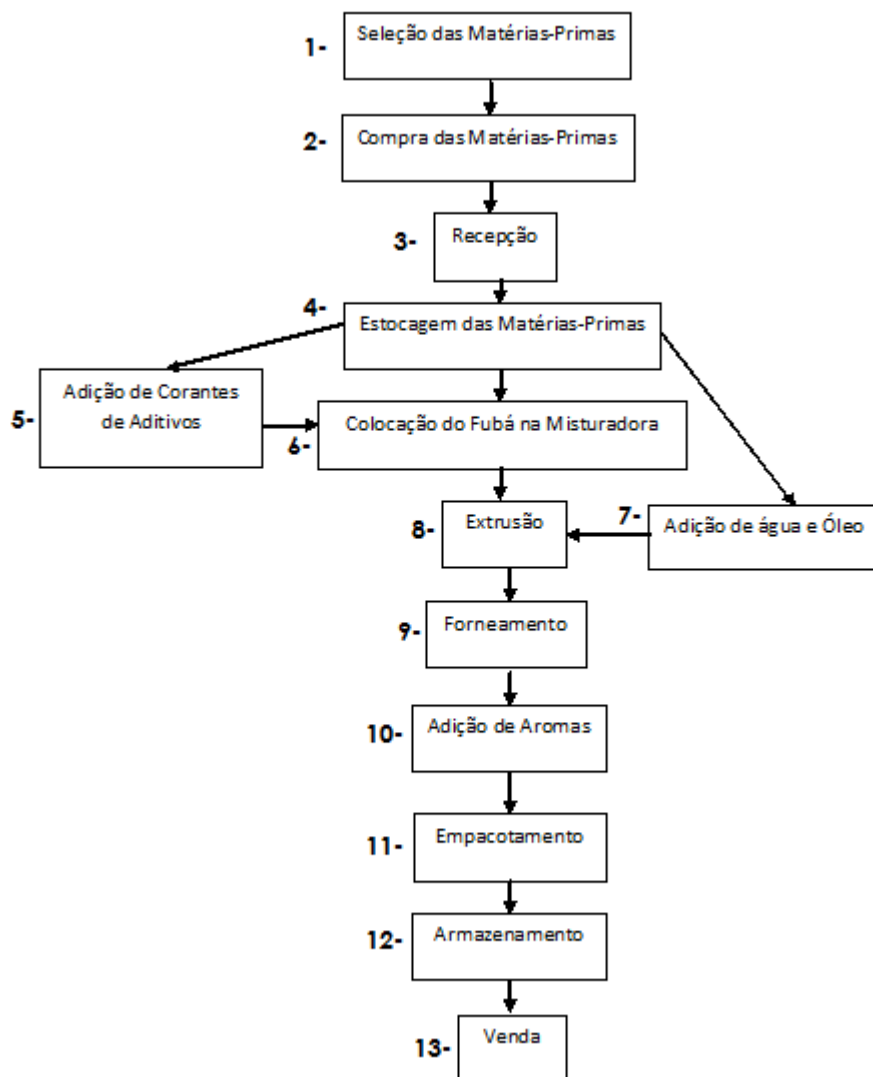 1- Seleção das Matérias-Primas
2- Compra das Matérias-Primas
3- Recepção
4- Estocagem das Matérias-Primas
5- Adição de Corantes
de Aditivos
6- Colocação do Fubá na Misturadora
7- Adição de água e Óleo
8- Extrusão
9- Forneamento
10- Adição de Aromas
11- Empacotamento
12- Armazenamento
13- Venda